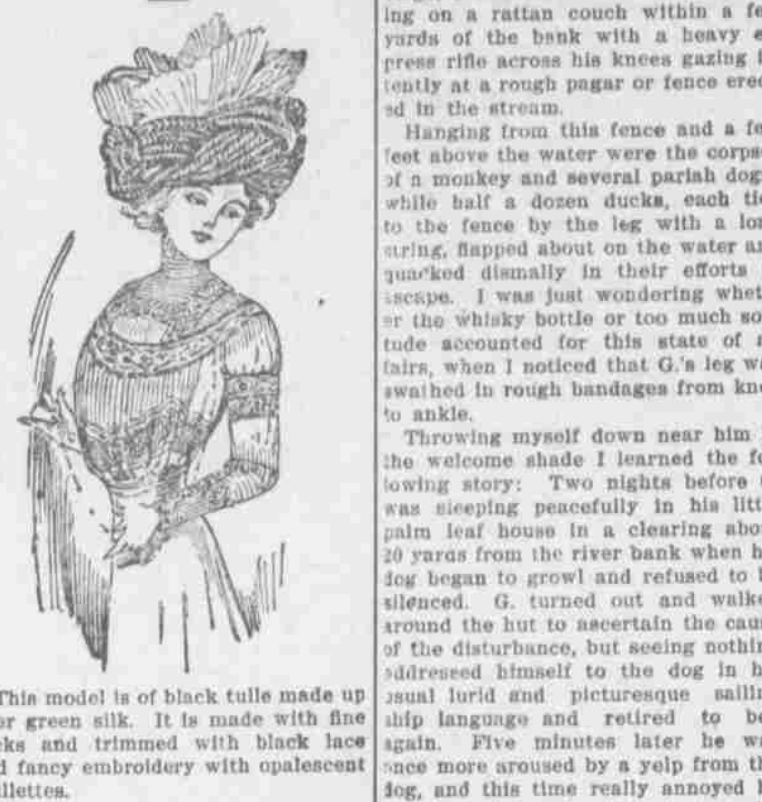 This model is of black tulle made up
er green silk. It is made with fine
cks and trimmed with black lace
d fancy embroidery with opalescent
illettes.
ing on a rattan couch within a fe
yards of the bank with a heavy e
press rifle across his knees gazing i
tently at a rough pagar or fence erec
ed in the stream.
Hanging from this fence and a fe
feet above the water were the corps
of a monkey and several pariah dog
while half a dozen ducks, each tie
to the fence by the leg with a lon
string, flapped about on the water an
quacked dismally in their efforts
escape. I was just wondering wheth
er the whisky bottle or too much so
tude accounted for this state of a
fairs, when I noticed that G.'s leg wa
swathed in rough bandages from kne
to ankle.
Throwing myself down near him i
the welcome shade I learned the fo
lowing story: Two nights before
was sleeping peacefully in his litt
palm leaf house in a clearing abou
20 yards from the river bank when h
dog began to growl and refused to b
silenced. G. turned out and walke
around the hut to ascertain the caus
of the disturbance, but seeing nothin
addressed himself to the dog in h
usual lurid and picturesque sailin
ship language and retired to be
again. Five minutes later he wa
once more aroused by a yelp from th
dog, and this time really annoyed h